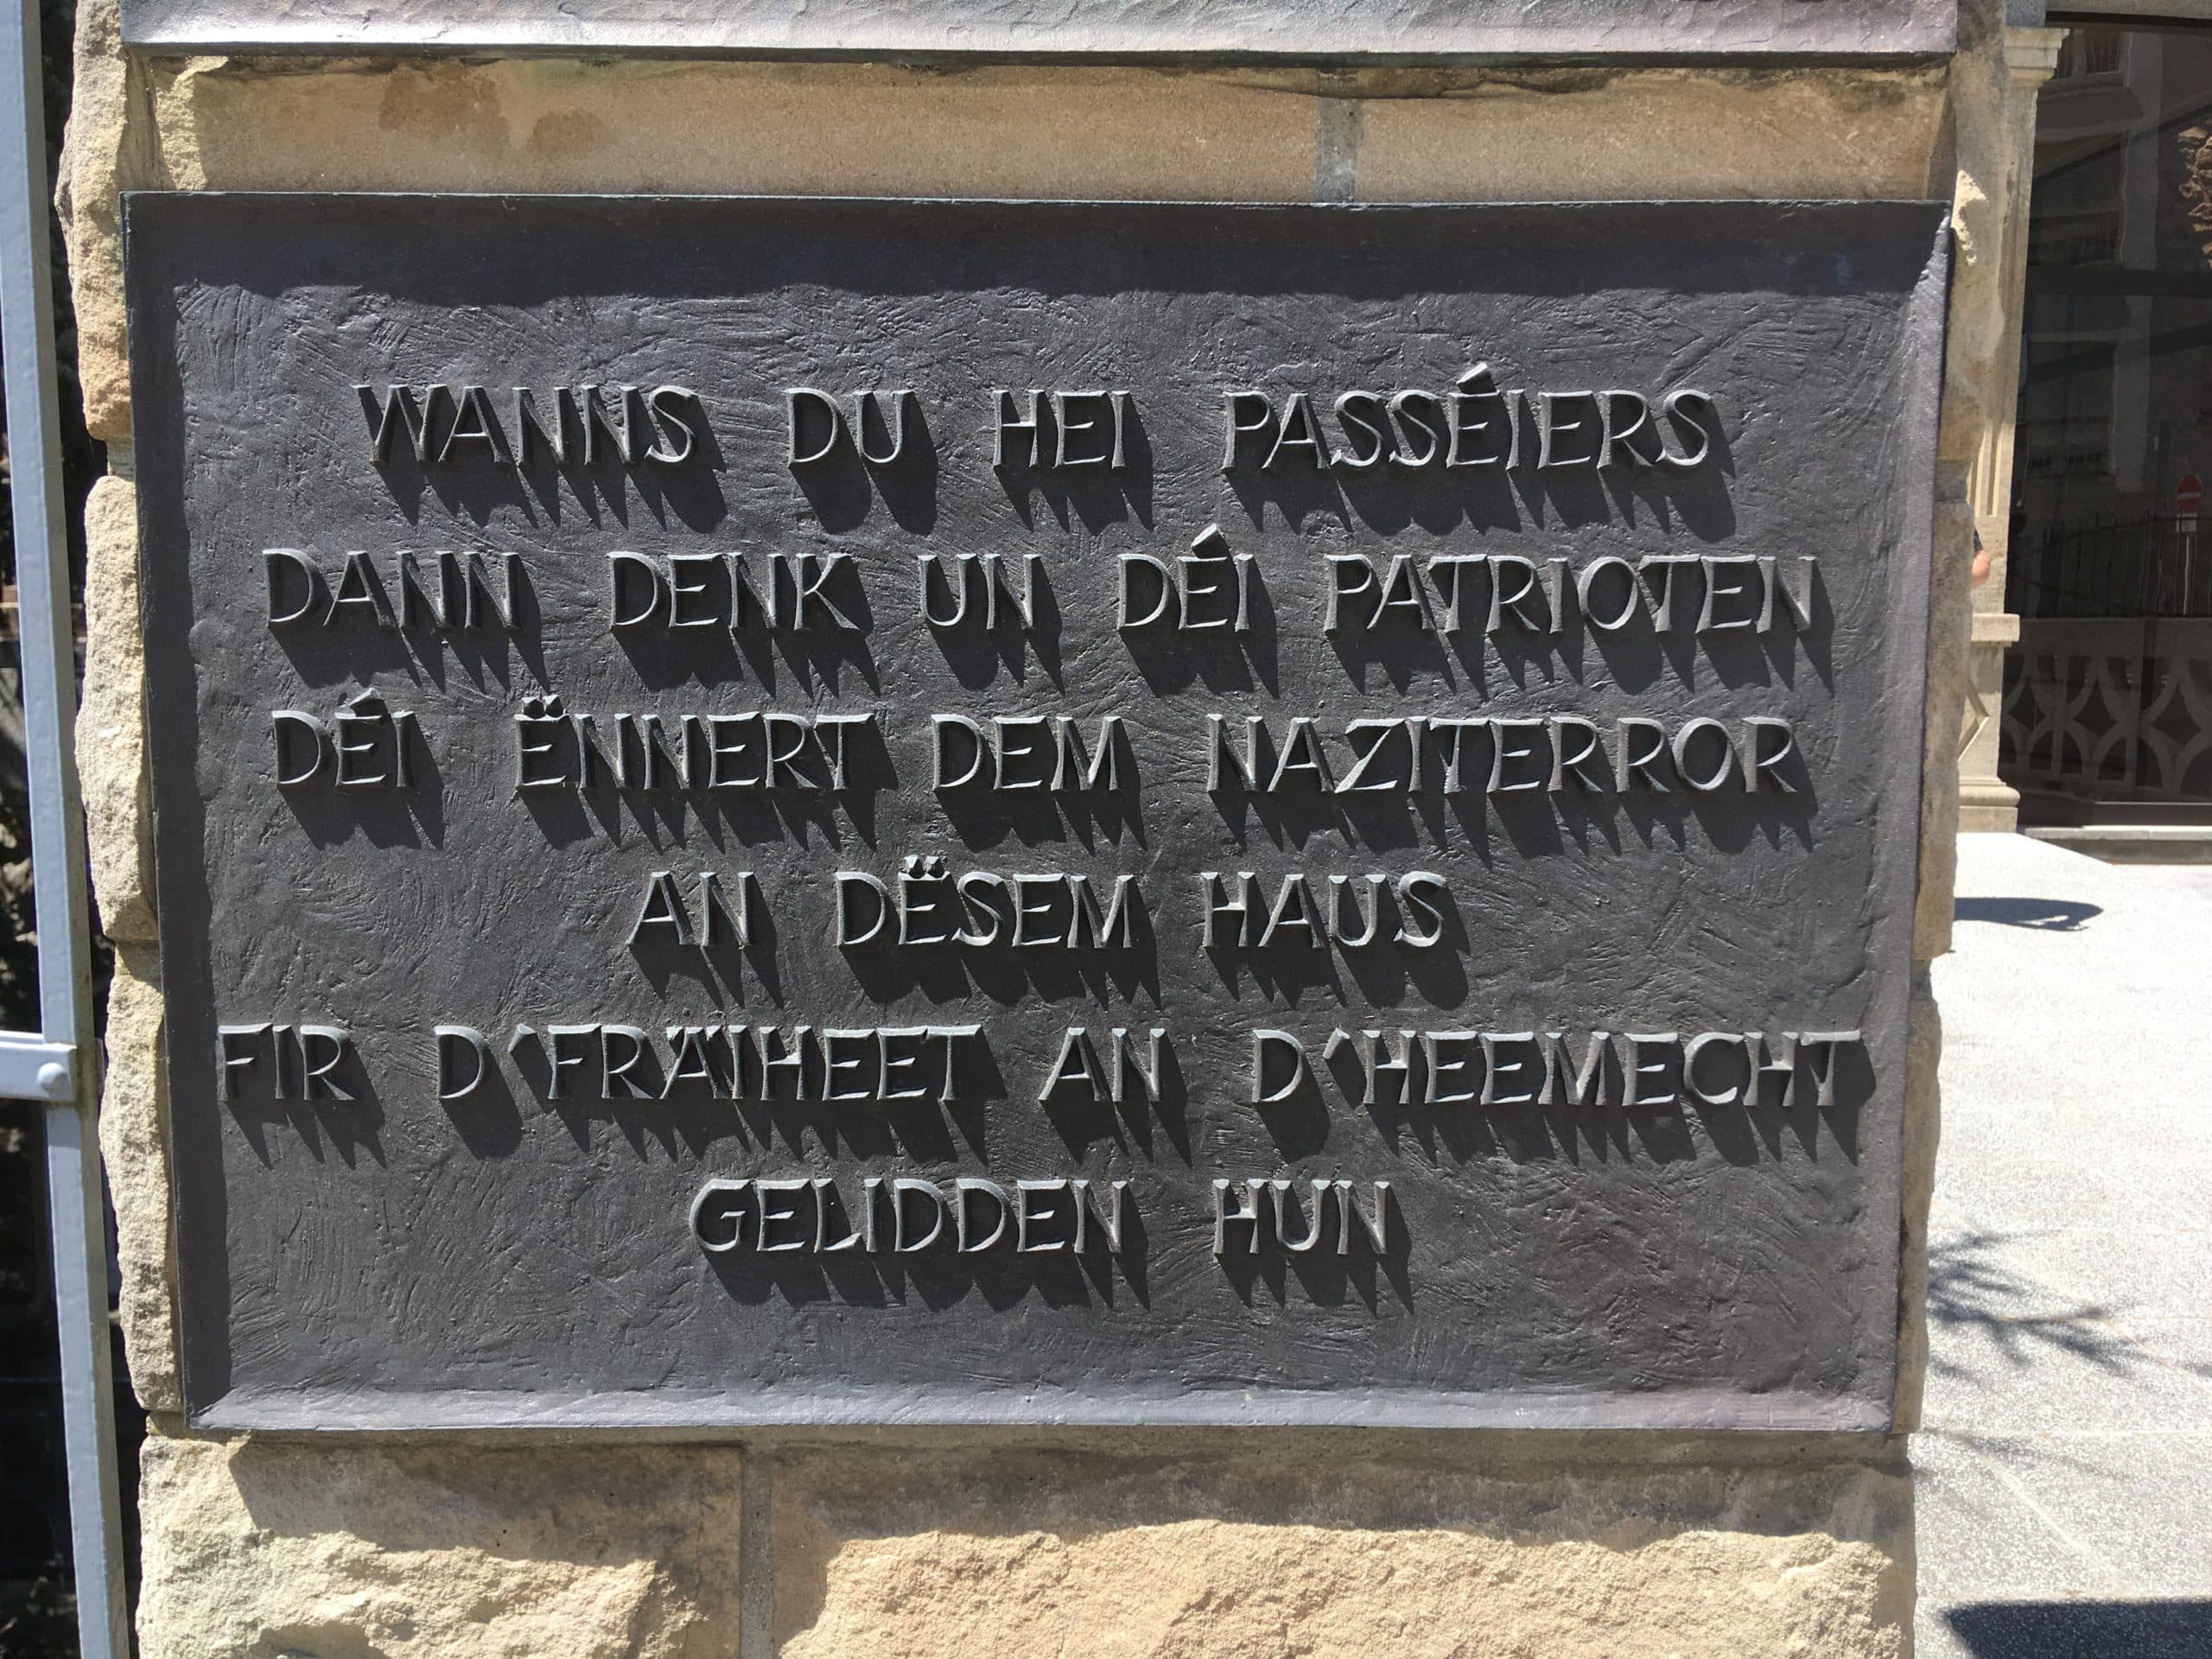 WANNS DU HEI PASSÉIERS
DANN DENK UN DÉI PATRIOTEN
DÉI ËNNERT DEM NAZITERROR
AN DËSEM HAUS
FIR D'FRÄIHEET AN D'HEEMECHT
GELIDDEN HUN